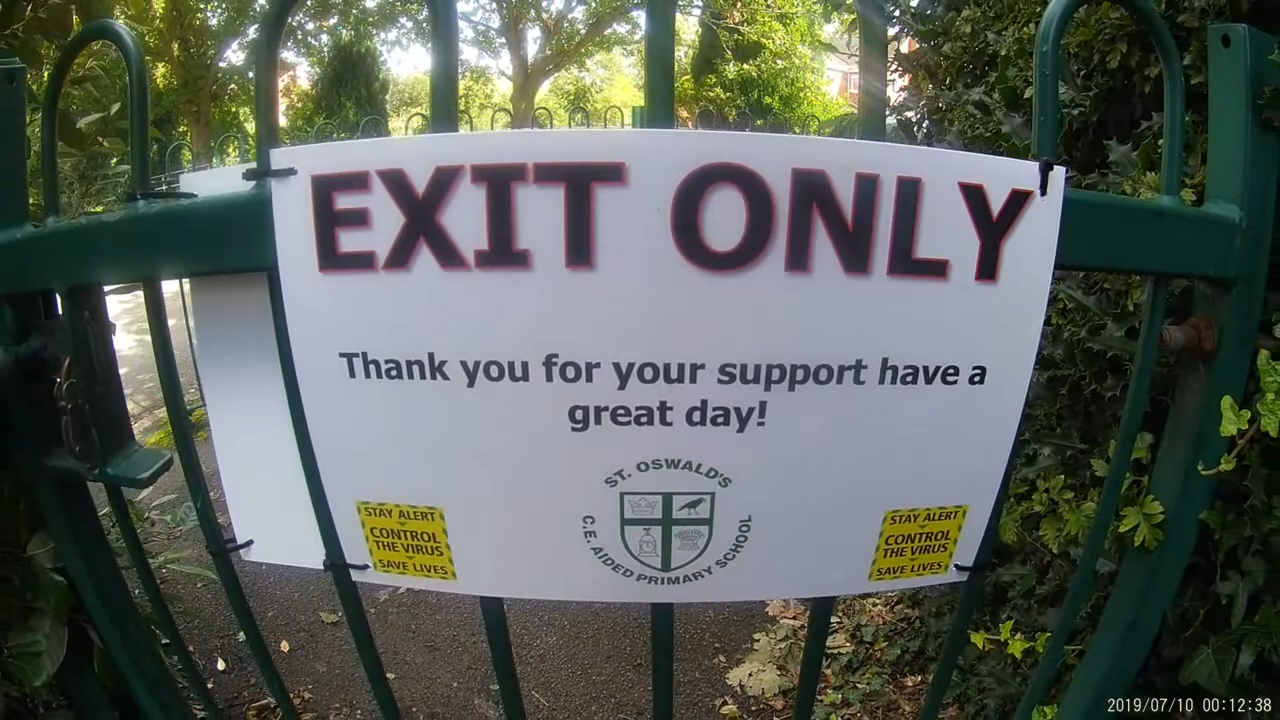 EXIT ONLY
Thank you for your support have a
great day!
ST. OSWALD'S
C.E. AIDED PRIMARY SCHOOL
STAY ALERT
CONTROL
THE VIRUS
SAVE LIVES
STAY ALERT
CONTROL
THE VIRUS
SAVE LIVES
2019/07/10 00:12:38